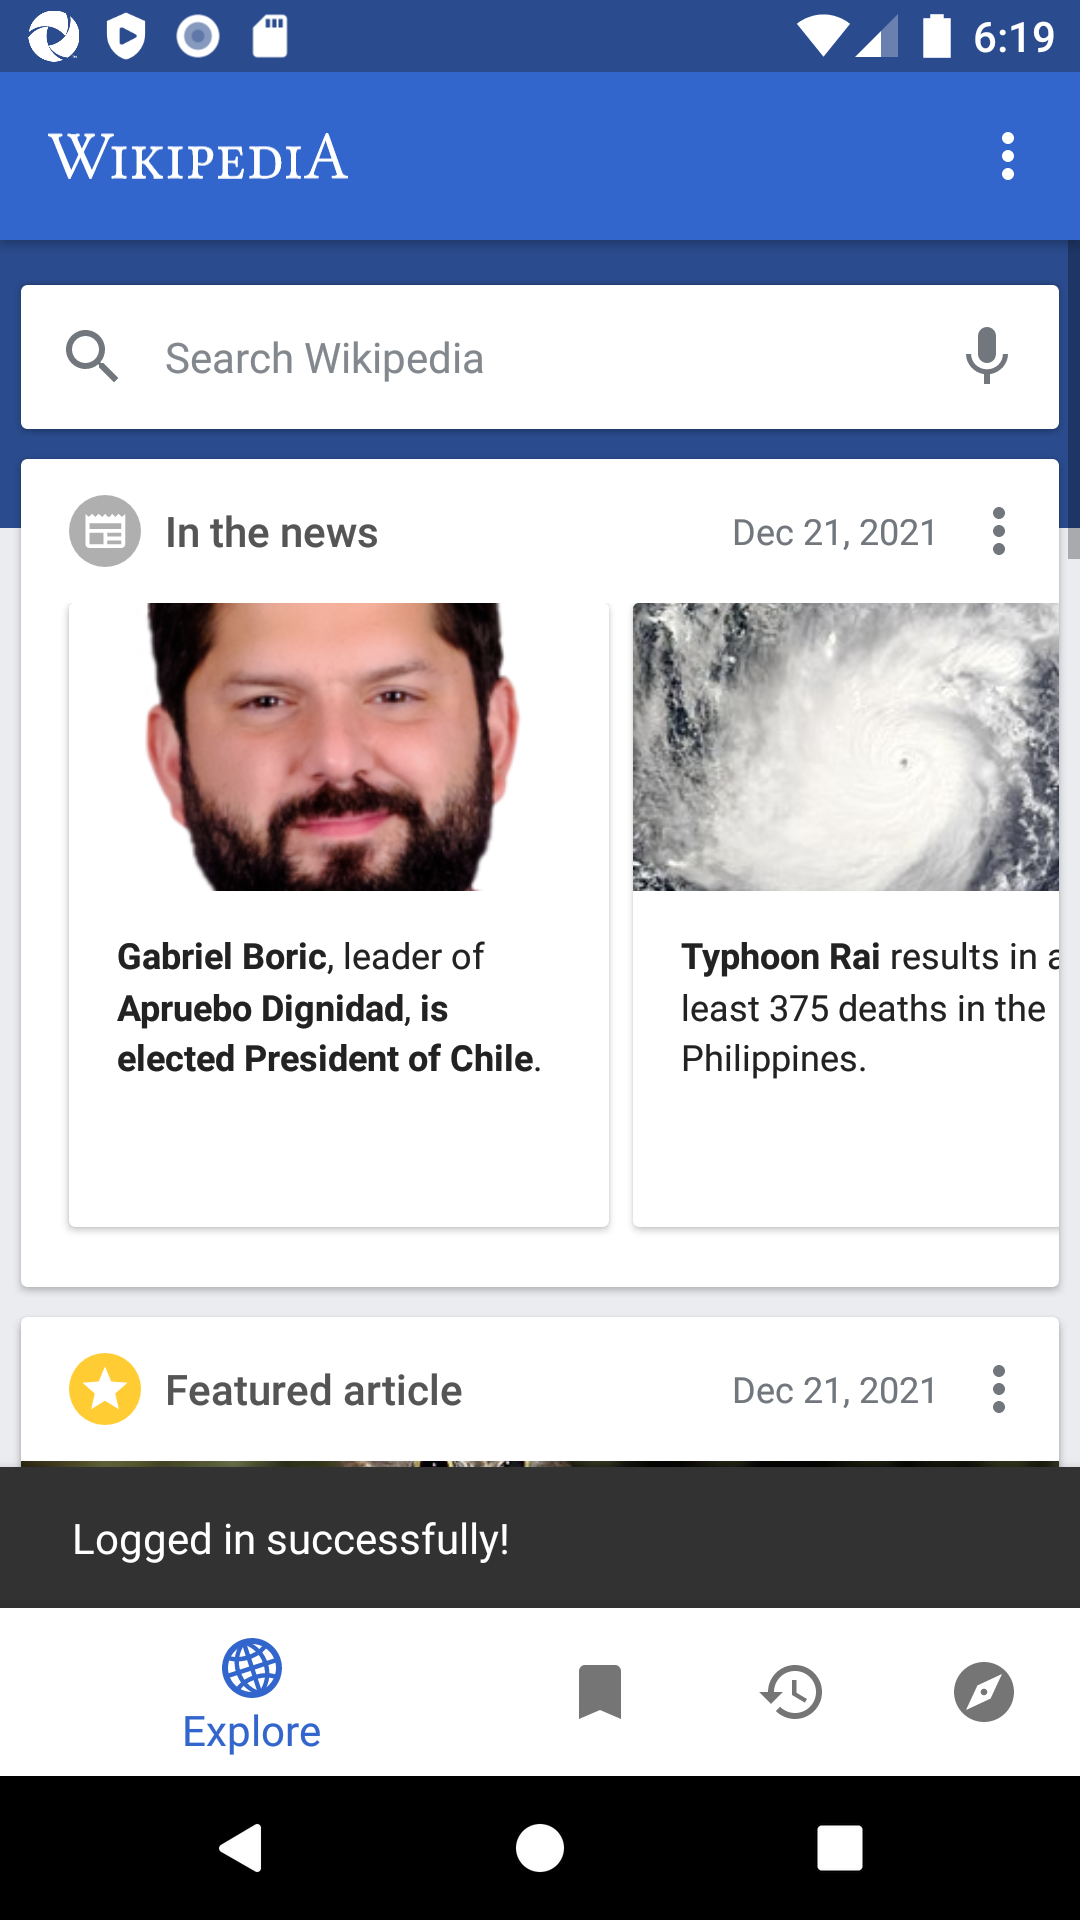 6:19
WIKIPEDIA
Search Wikipedia
In the news
Dec 21, 2021
Gabriel Boric, leader of
Apruebo Dignidad, is
elected President of Chile.
Typhoon Rai results in a
least 375 deaths in the
Philippines.
Featured article
Dec 21, 2021
Logged in successfully!
Explore